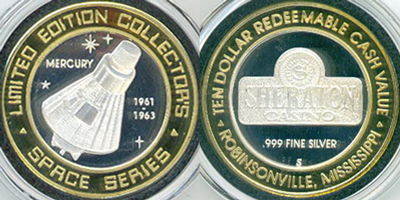 LIMITED EDITION COLLECTOR'S
MERCURY
1961
- 1963
SPACE SERIES
TEN DOLLAR REDEEMABLE CASH VALUE
SHERATON
CASINO
.999 FINE SILVER
S
ROBINSONVILLE, MISSISSIPPI